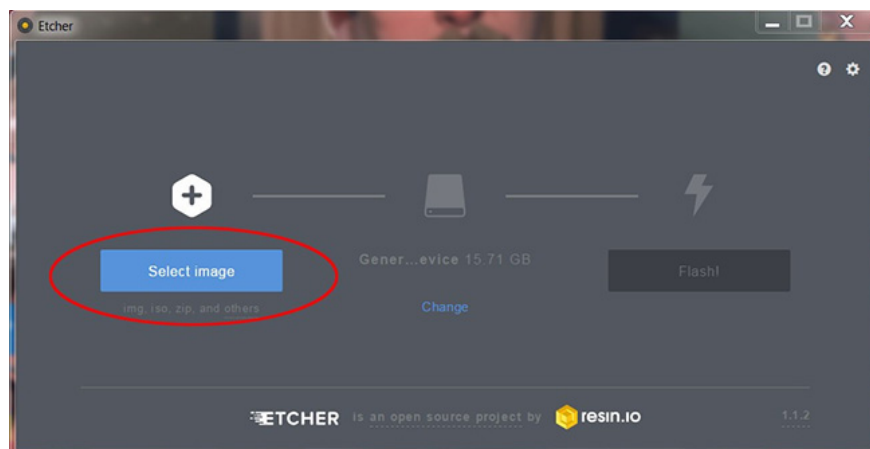 Etcher
Select image
img, iso, zip, and others
Gener...evice 15.71 GB
Change
Flash!
ETCHER is an open source project by resin.io
1.1.2